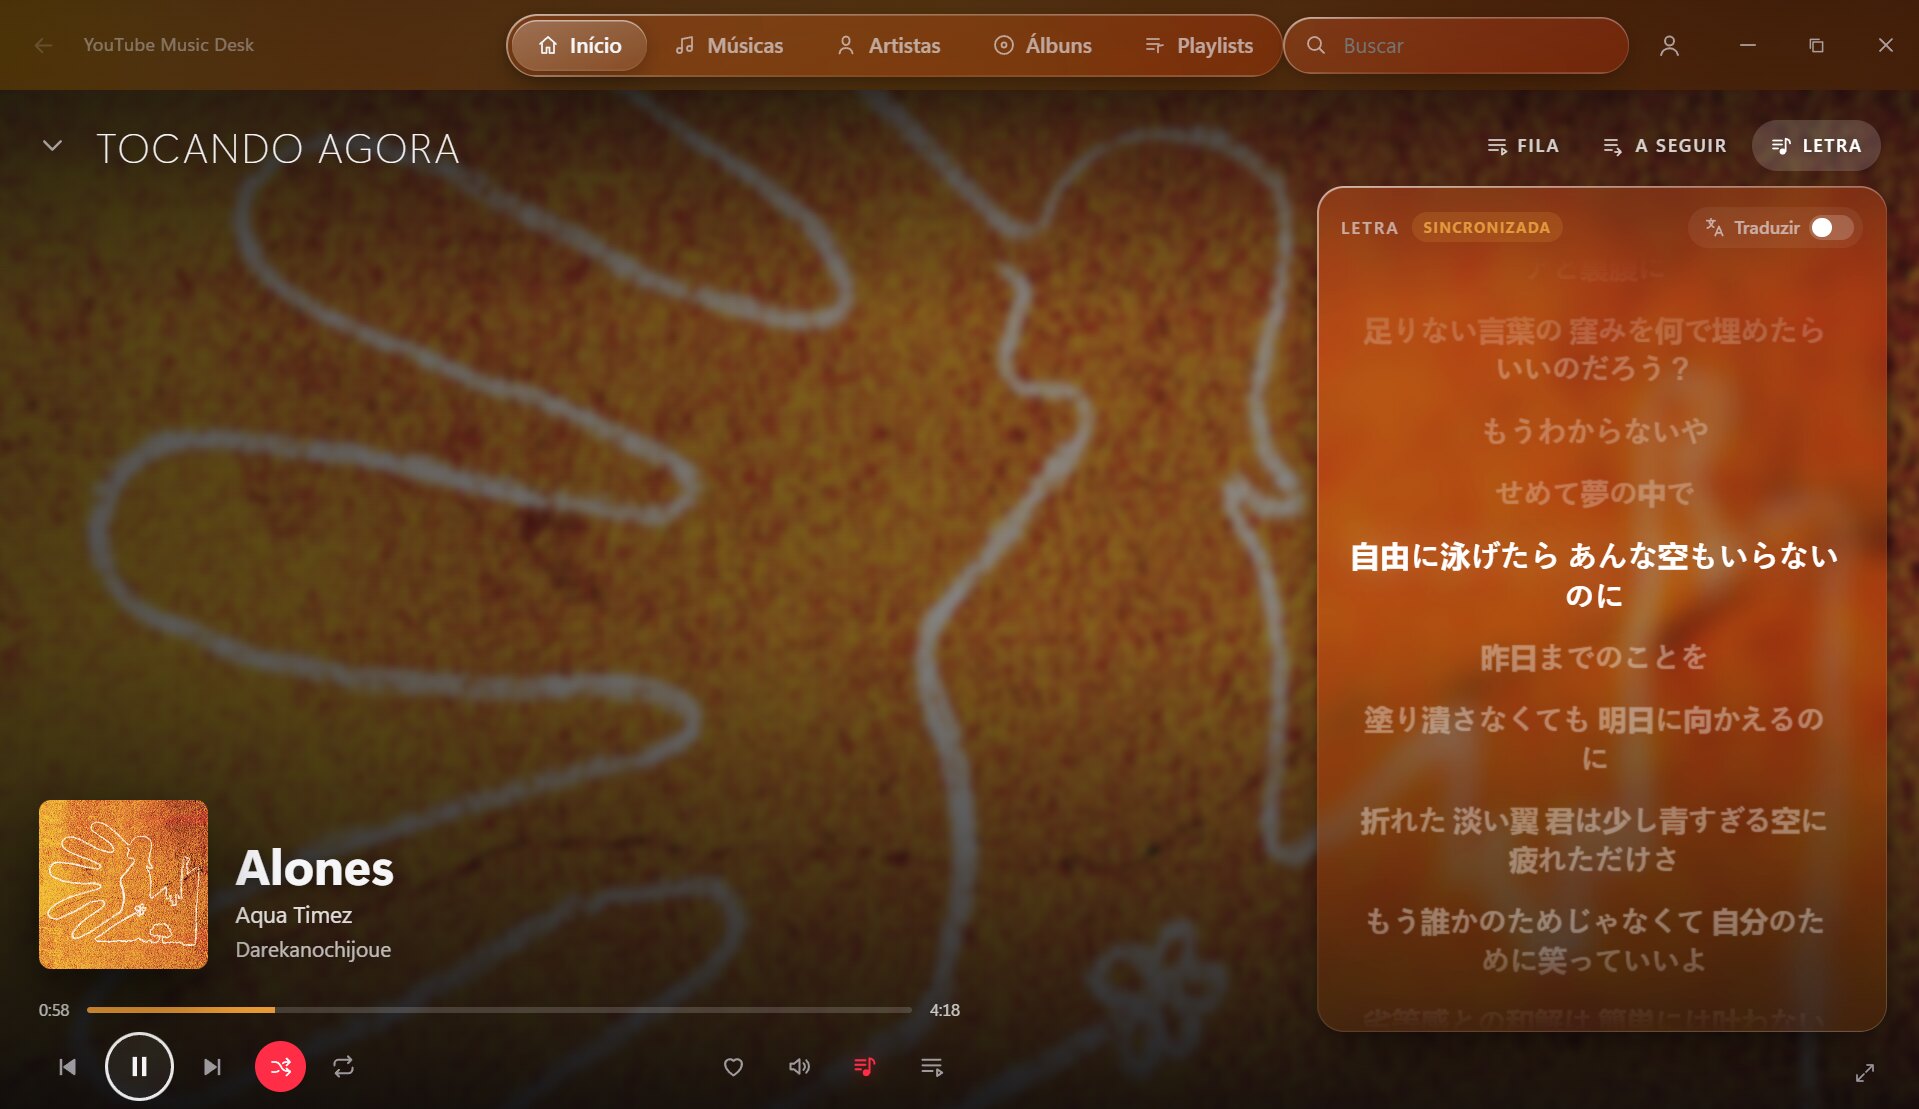 YouTube Music Desk
Início
Músicas
Artistas
Álbuns
Playlists
Buscar
TOCANDO AGORA
FILA
A SEGUIR
LETRA
LETRA
SINCRONIZADA
Traduzir
足りない言葉の 窪みを何で埋めたら
いいのだろう？
もうわからないや
せめて夢の中で
自由に泳げたら あんな空もいらない
のに
昨日までのことを
塗り潰さなくても 明日に向かえるの
に
折れた 淡い翼 君は少し青すぎる空に
疲れただけさ
もう誰かのためじゃなくて 自分のた
めに笑っていいよ
Alones
Aqua Timez
Darekanochijoue
0:58
4:18